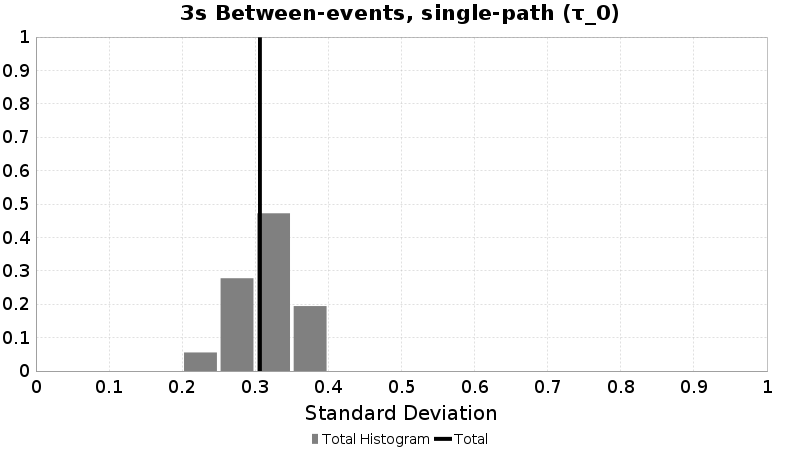 3s Between-events, single-path (τ_0)
1
0.9
0.8
0.7
0.6
0.5
0.4
0.3
0.2
0.1
0
0 0.1 0.2 0.3 0.4 0.5 0.6 0.7 0.8 0.9 1
Standard Deviation
Total Histogram Total